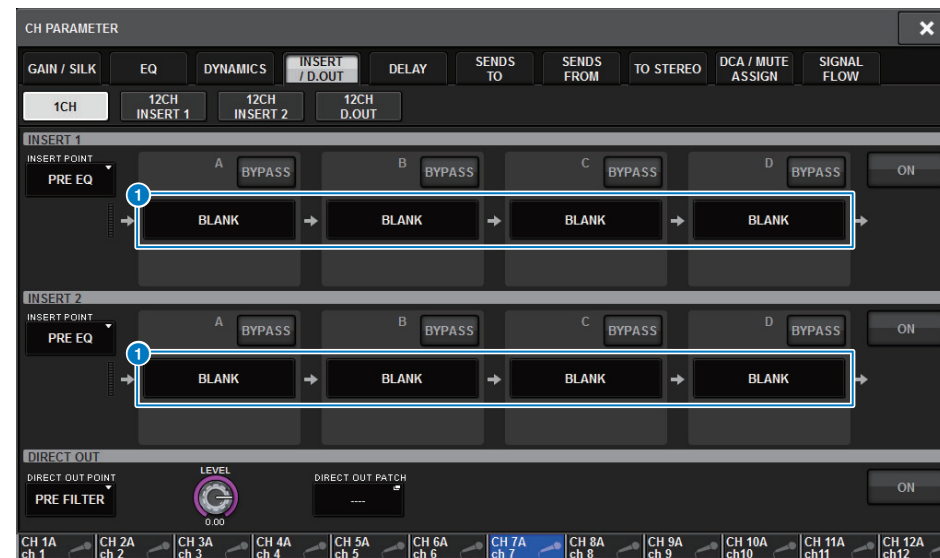 CH PARAMETER
GAIN / SILK EQ DYNAMICS INSERT / D.OUT DELAY SENDS TO SENDS FROM TO STEREO DCA / MUTE ASSIGN SIGNAL FLOW
1CH 12CH INSERT 1 12CH INSERT 2 12CH D.OUT
INSERT 1
INSERT POINT
PRE EQ
A BYPASS B BYPASS C BYPASS D BYPASS ON
1
BLANK BLANK BLANK BLANK
INSERT 2
INSERT POINT
PRE EQ
A BYPASS B BYPASS C BYPASS D BYPASS ON
1
BLANK BLANK BLANK BLANK
DIRECT OUT
DIRECT OUT POINT
PRE FILTER
LEVEL
0.00
DIRECT OUT PATCH
----
ON
CH 1A CH 2A CH 3A CH 4A CH 5A CH 6A CH 7A CH 8A CH 9A CH 10A CH 11A CH 12A
ch 1 ch 2 ch 3 ch 4 ch 5 ch 6 ch 7 ch 8 ch 9 ch10 ch11 ch12